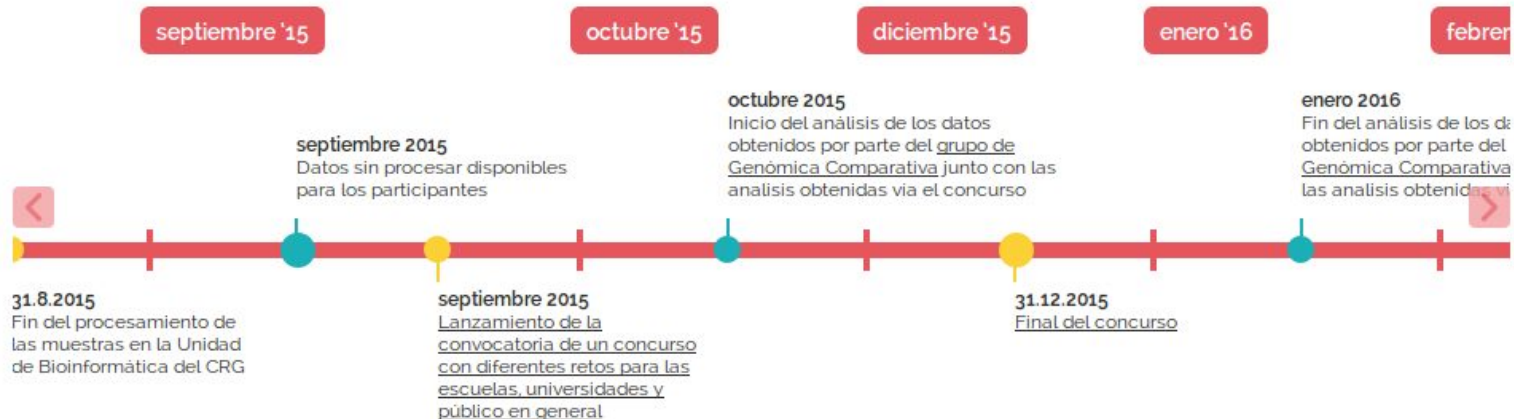 septiembre '15
octubre '15
diciembre '15
enero '16
febrer
septiembre 2015
Datos sin procesar disponibles
para los participantes
octubre 2015
Inicio del análisis de los datos
obtenidos por parte del grupo de
Genómica Comparativa junto con las
analisis obtenidas via el concurso
enero 2016
Fin del análisis de los da
obtenidos por parte del
Genómica Comparativa
las analisis obtenidas vi
31.8.2015
Fin del procesamiento de
las muestras en la Unidad
de Bioinformática del CRG
septiembre 2015
Lanzamiento de la
convocatoria de un concurso
con diferentes retos para las
escuelas, universidades y
público en general
31.12.2015
Final del concurso